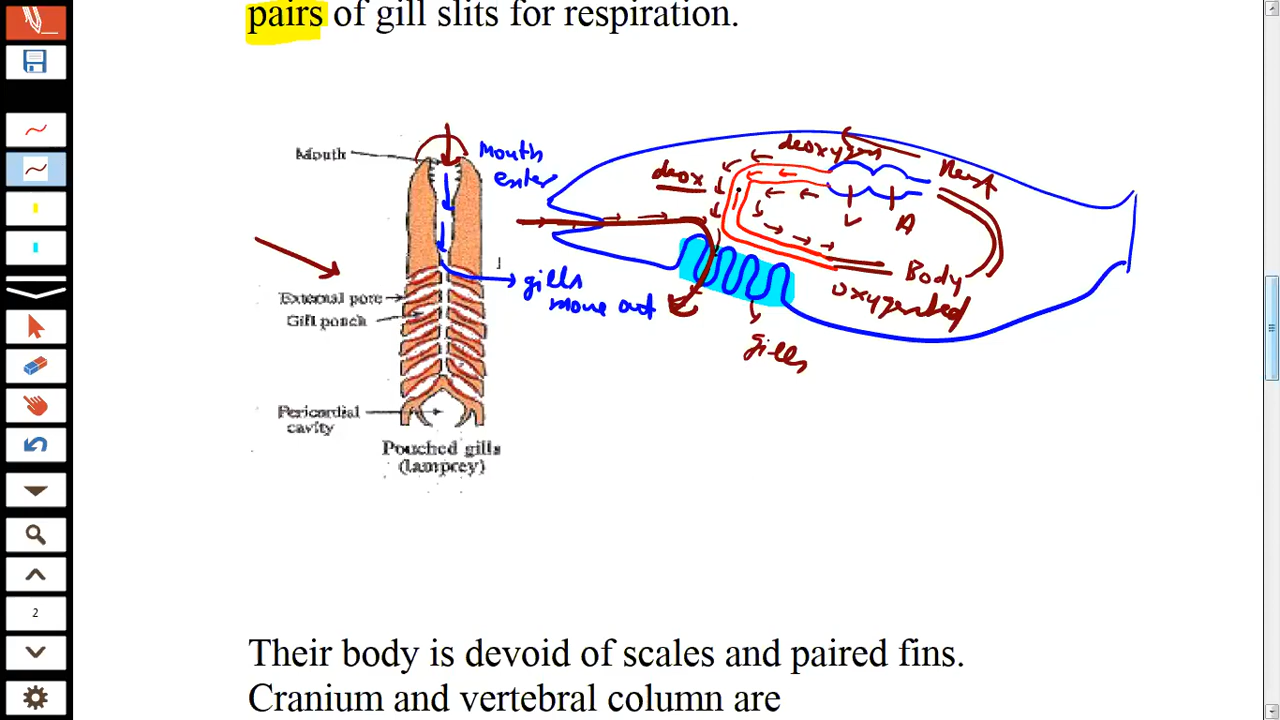 pairs of gill slits for respiration.
Mouth
Mouth
enter
External pore
Gill pouch
gills
move out
Pericardial
cavity
Pouched gills
(lamprey)
deoxygen
deox
V
A
Body
oxygenated
gills
2
Their body is devoid of scales and paired fins.
Cranium and vertebral column are